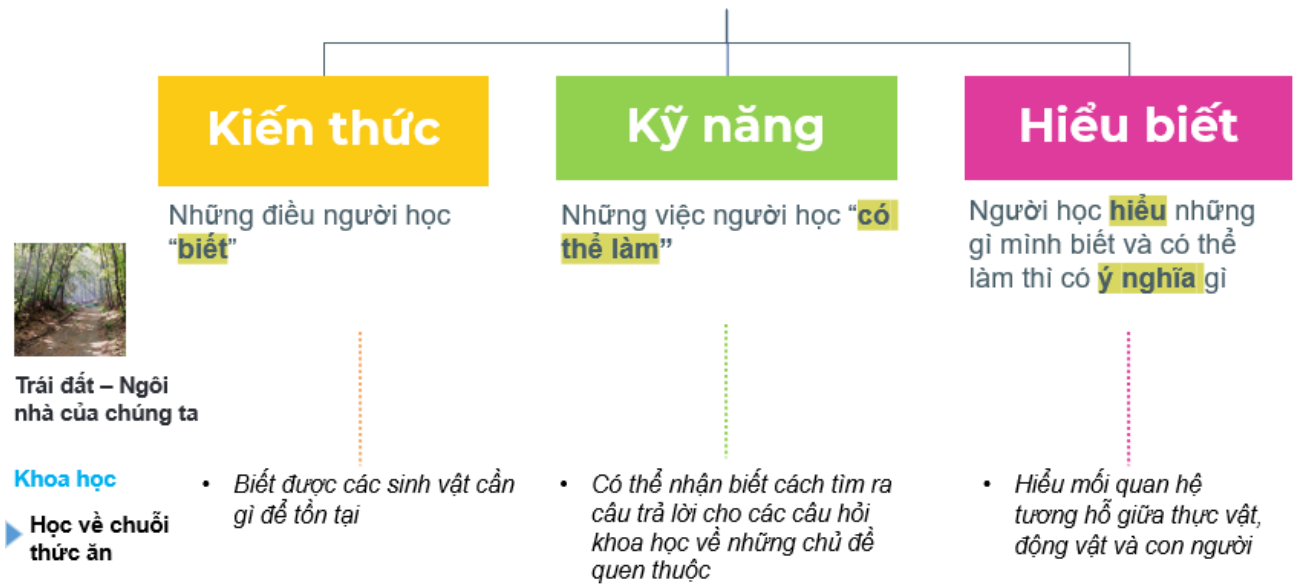 Kiến thức
Kỹ năng
Hiểu biết
Những điều người học
“biết”
Những việc người học “có
thể làm”
Người học hiểu những
gì mình biết và có thể
làm thì có ý nghĩa gì
Trái đất – Ngôi
nhà của chúng ta
Khoa học
Học về chuỗi
thức ăn
• Biết được các sinh vật cần
gì để tồn tại
• Có thể nhận biết cách tìm ra
câu trả lời cho các câu hỏi
khoa học về những chủ đề
quen thuộc
• Hiểu mối quan hệ
tương hỗ giữa thực vật,
động vật và con người